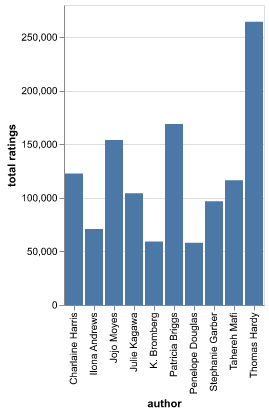 250,000
200,000
150,000
100,000
50,000
0
total ratings
Charlaine Harris
Ilona Andrews
Jojo Moyes
Julie Kagawa
K. Bromberg
Patricia Briggs
Penelope Douglas
Stephanie Garber
Tahereh Mafi
Thomas Hardy
author